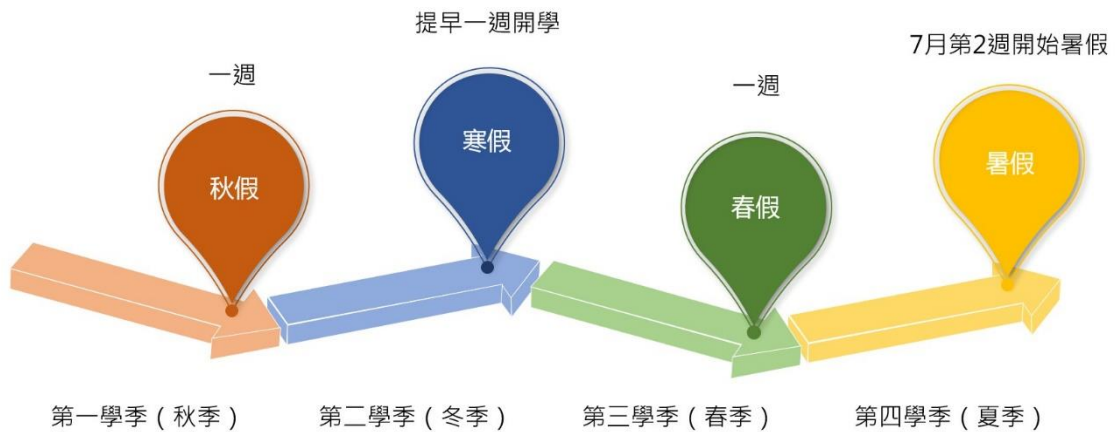 提早一週開學
7月第2週開始暑假
一週
一週
寒假
暑假
秋假
春假
第一學季（秋季）
第二學季（冬季）
第三學季（春季）
第四學季（夏季）